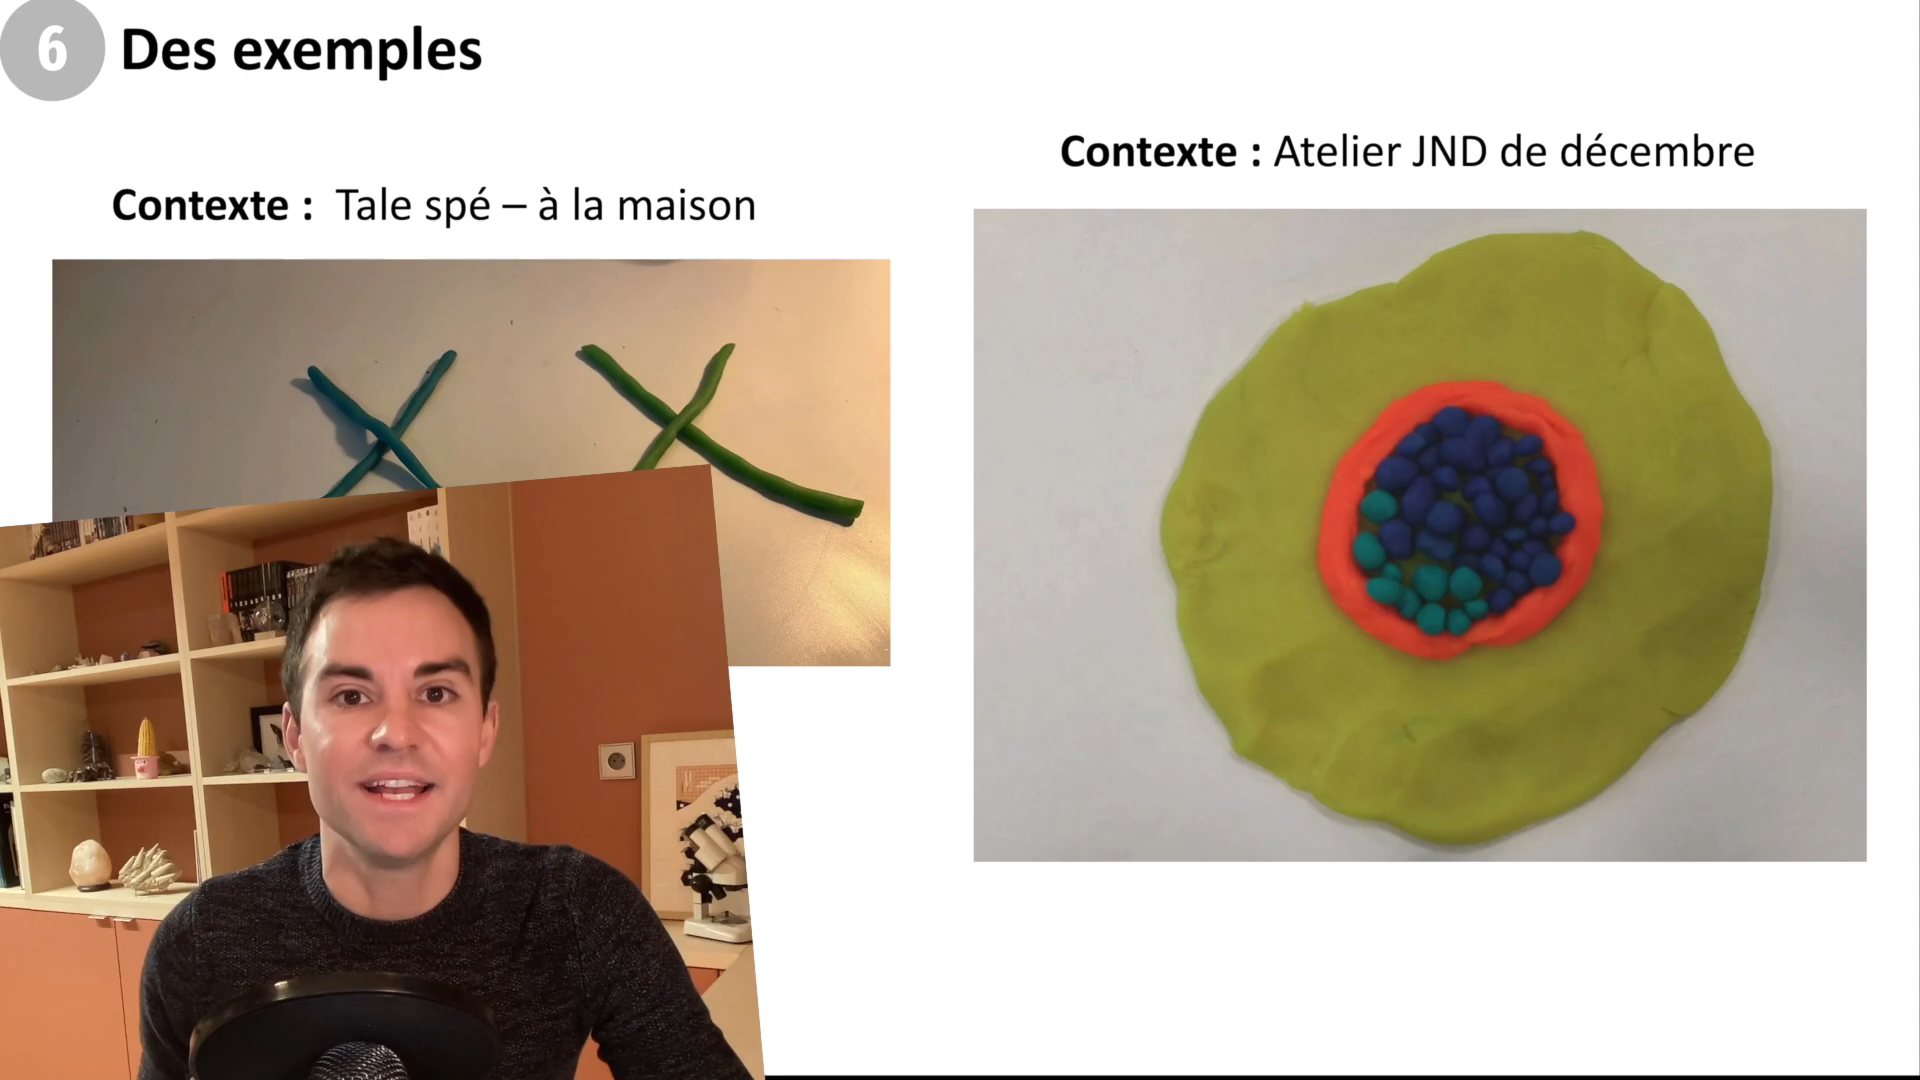 6 Des exemples
Contexte : Tale spé – à la maison
Contexte : Atelier JND de décembre